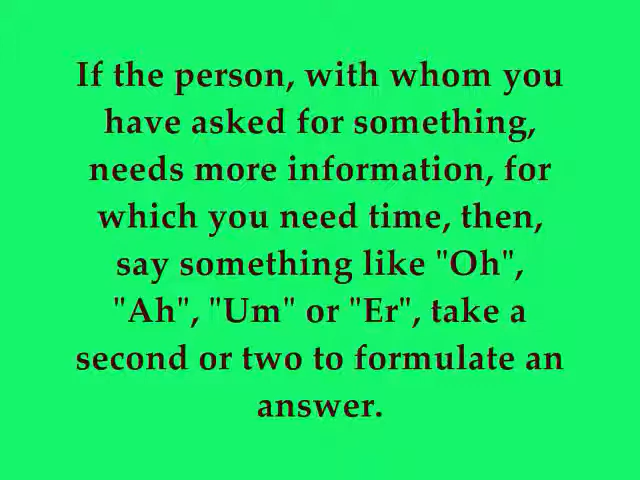 If the person, with whom you
have asked for something,
needs more information, for
which you need time, then,
say something like "Oh",
"Ah", "Um" or "Er", take a
second or two to formulate an
answer.